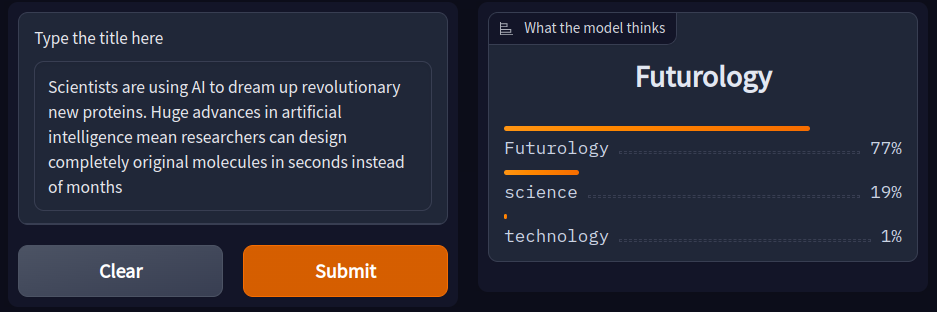 Type the title here
Scientists are using AI to dream up revolutionary
new proteins. Huge advances in artificial
intelligence mean researchers can design
completely original molecules in seconds instead
of months
Clear
Submit
What the model thinks
Futurology
Futurology 77%
science 19%
technology 1%